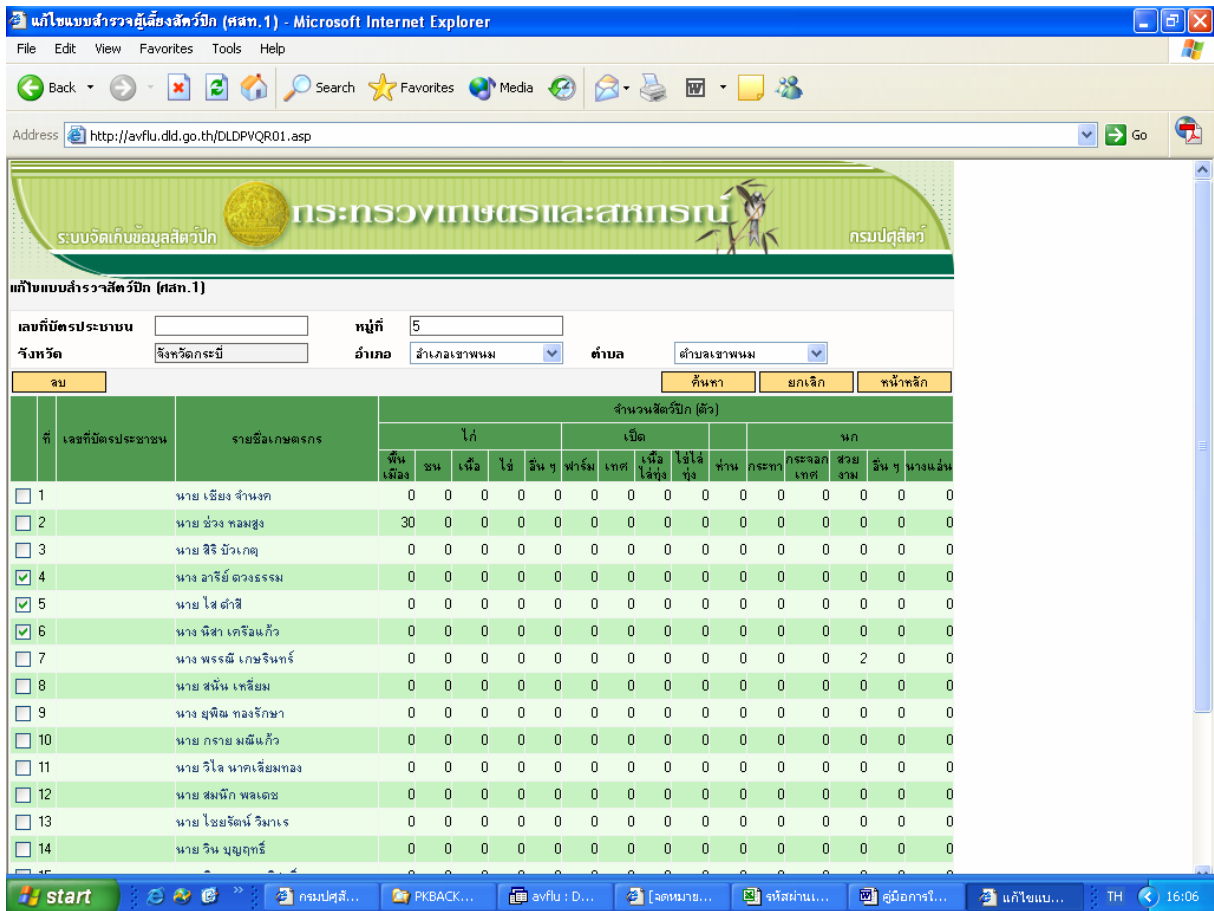 แก้ไขแบบสำรวจผู้เลี้ยงสัตว์ปีก (ศสท.1) - Microsoft Internet Explorer
File Edit View Favorites Tools Help
Back Search Favorites Media
Address http://avflu.dld.go.th/DLDPVQR01.asp Go
กระทรวงเกษตรและสหกรณ์
ระบบจัดเก็บข้อมูลสัตว์ปีก กรมปศุสัตว์
แก้ไขแบบสำรวจสัตว์ปีก (ศสท.1)
เลขที่บัตรประชาชน หมู่ที่ 5
จังหวัด จังหวัดกระบี่ อำเภอ อำเภอเขาพนม ตำบล ตำบลเขาพนม
ลบ ค้นหา ยกเลิก หน้าหลัก
จำนวนสัตว์ปีก (ตัว)
ที่ เลขที่บัตรประชาชน รายชื่อเกษตรกร ไก่ เป็ด นก
พื้นเมือง ชน เนื้อ ไข่ อื่น ๆ ฟาร์ม เทศ เนื้อไล่ทุ่ง ไข่ไล่ทุ่ง ห่าน กระทา กระจอกเทศ สวยงาม อื่น ๆ นางแอ่น
1 นาย เชียง จำนงค 0 0 0 0 0 0 0 0 0 0 0 0 0 0 0
2 นาย ช่วง หอมสูง 30 0 0 0 0 0 0 0 0 0 0 0 0 0 0
3 นาย สิริ บัวเกตุ 0 0 0 0 0 0 0 0 0 0 0 0 0 0 0
4 นาง อารีย์ ดวงธรรม 0 0 0 0 0 0 0 0 0 0 0 0 0 0 0
5 นาย ไส ดำสี 0 0 0 0 0 0 0 0 0 0 0 0 0 0 0
6 นาง นิสา เครือแก้ว 0 0 0 0 0 0 0 0 0 0 0 0 0 0 0
7 นาง พรรณี เกษรินทร์ 0 0 0 0 0 0 0 0 0 0 0 0 2 0 0
8 นาย สนั่น เหลี่ยม 0 0 0 0 0 0 0 0 0 0 0 0 0 0 0
9 นาง ยุพิณ ทองรักษา 0 0 0 0 0 0 0 0 0 0 0 0 0 0 0
10 นาย กราย มณีแก้ว 0 0 0 0 0 0 0 0 0 0 0 0 0 0 0
11 นาย วิไล นาคเลี่ยมทอง 0 0 0 0 0 0 0 0 0 0 0 0 0 0 0
12 นาย สมนึก พลเดช 0 0 0 0 0 0 0 0 0 0 0 0 0 0 0
13 นาย ไชยรัตน์ วิมาเร 0 0 0 0 0 0 0 0 0 0 0 0 0 0 0
14 นาย วิน บุญฤทธิ์ 0 0 0 0 0 0 0 0 0 0 0 0 0 0 0
start กรมปศุสั... PKBACK... avflu : D... [จดหมาย... รหัสผ่านเ... คู่มือการใ... แก้ไขแบ... TH 16:06